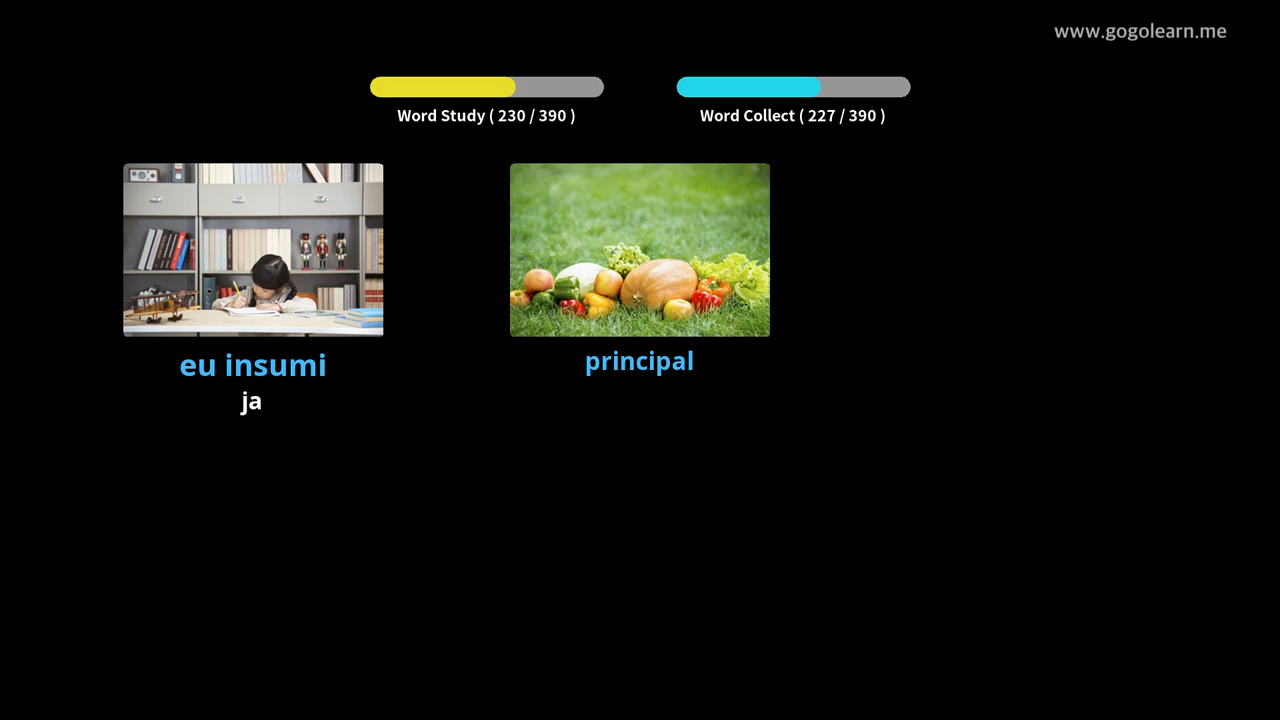 www.gogolearn.me
Word Study ( 230 / 390 )
Word Collect ( 227 / 390 )
eu insumi
ja
principal